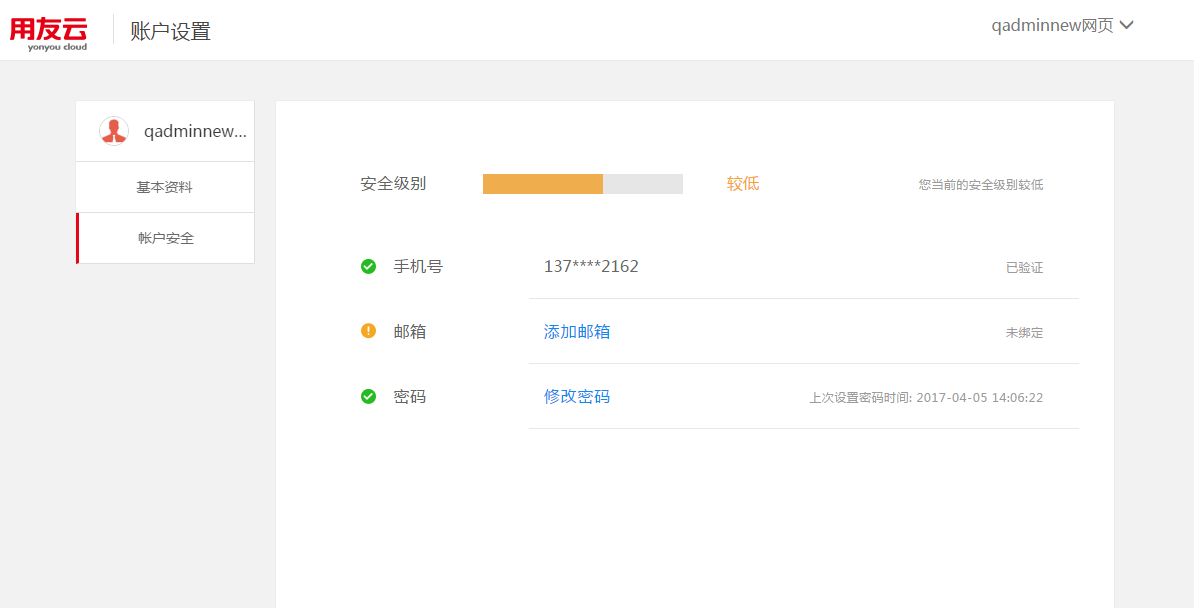 用友云
yonyou cloud
账户设置
qadminnew网页
qadminnew...
基本资料
帐户安全
安全级别 较低 您当前的安全级别较低
手机号 137****2162 已验证
邮箱 添加邮箱 未绑定
密码 修改密码 上次设置密码时间: 2017-04-05 14:06:22